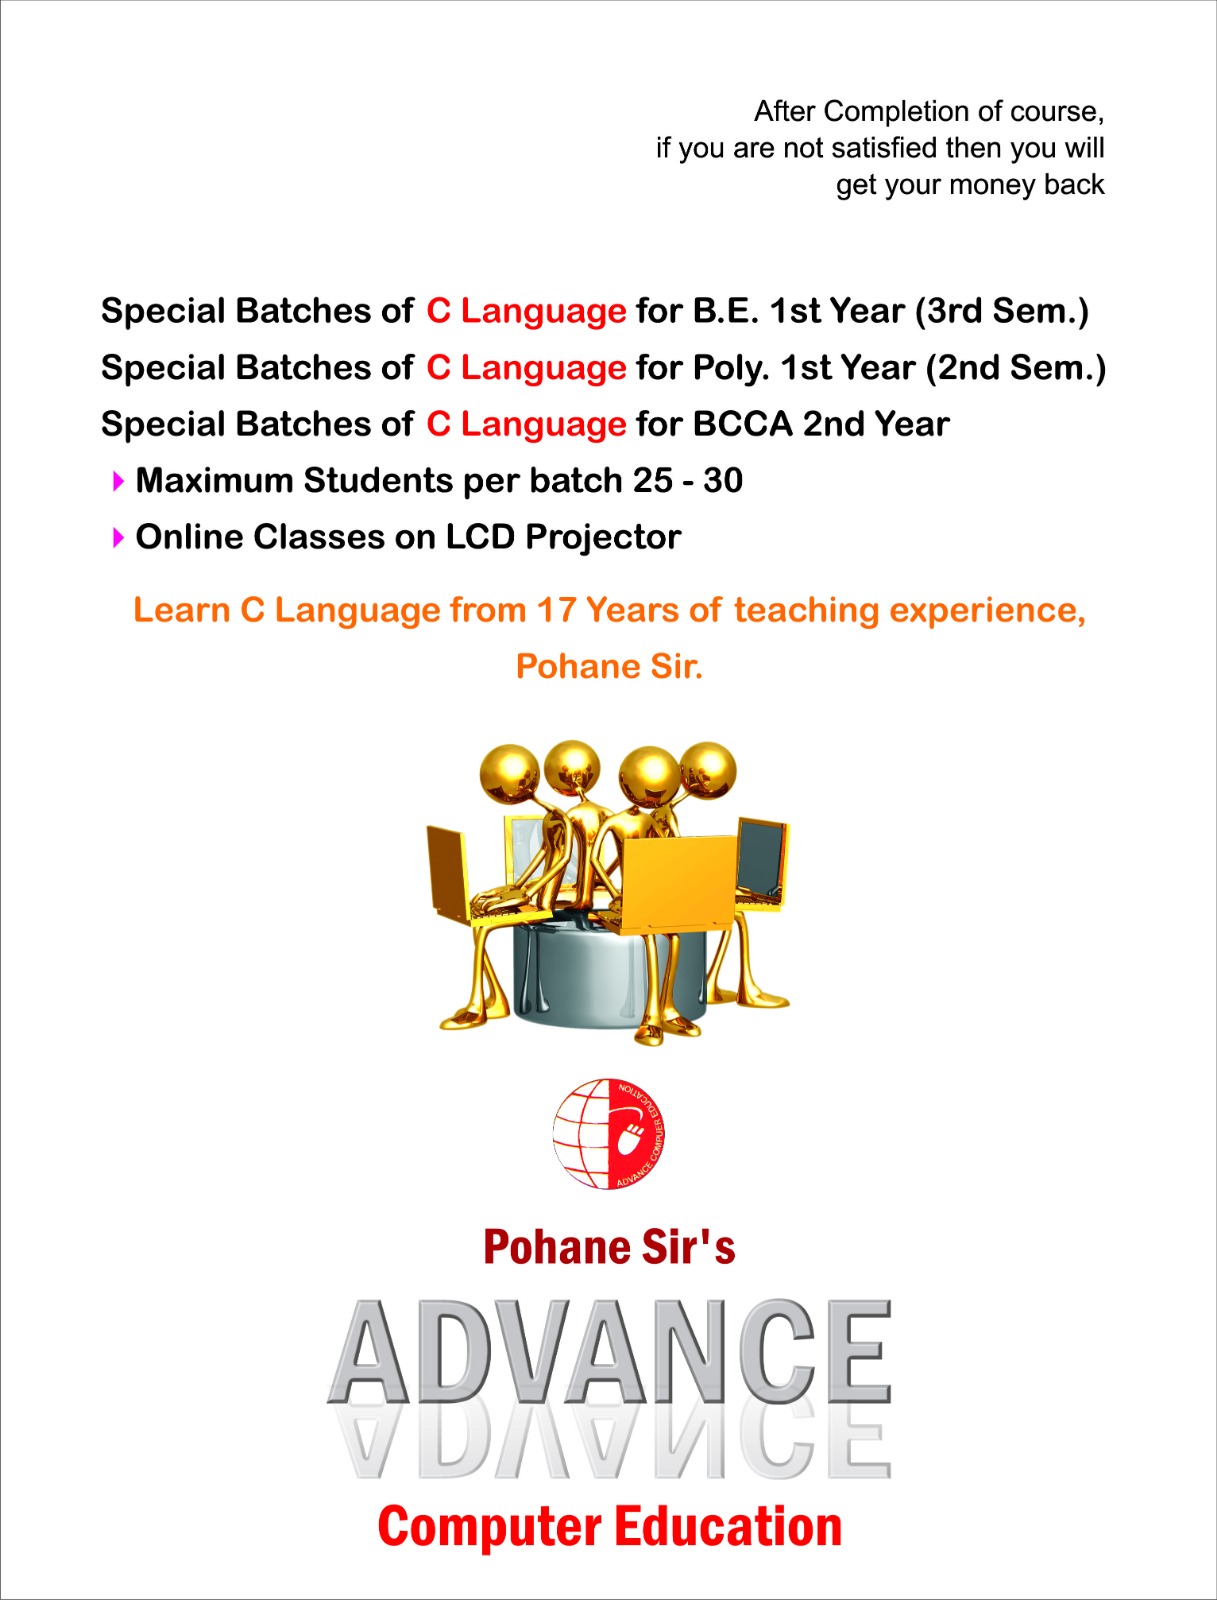 After Completion of course,
if you are not satisfied then you will
get your money back
Special Batches of C Language for B.E. 1st Year (3rd Sem.)
Special Batches of C Language for Poly. 1st Year (2nd Sem.)
Special Batches of C Language for BCCA 2nd Year
Maximum Students per batch 25 - 30
Online Classes on LCD Projector
Learn C Language from 17 Years of teaching experience,
Pohane Sir.
ADVANCE COMPUER EDUCATION
Pohane Sir's
ADVANCE
Computer Education